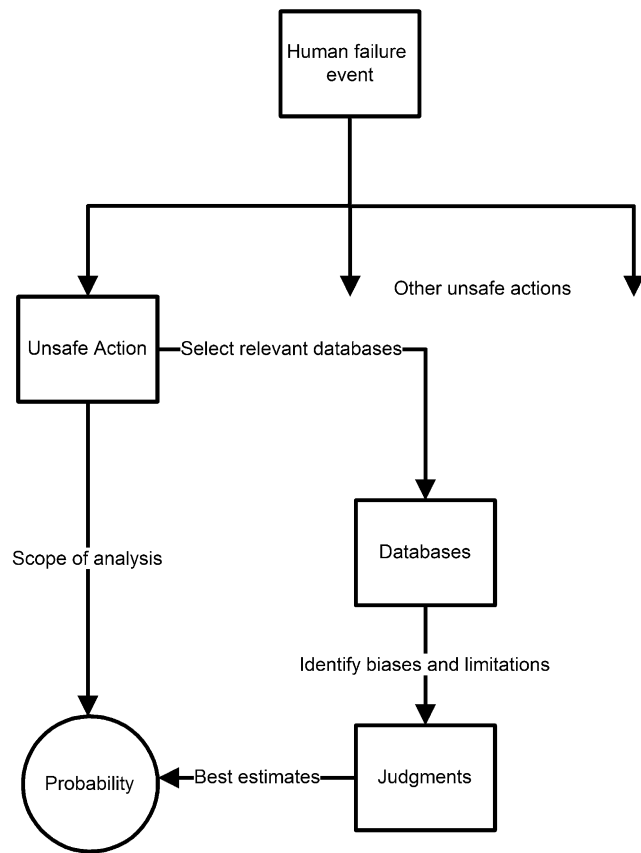 Human failure
event
Other unsafe actions
Unsafe Action
Select relevant databases
Databases
Scope of analysis
Identify biases and limitations
Probability
Best estimates
Judgments